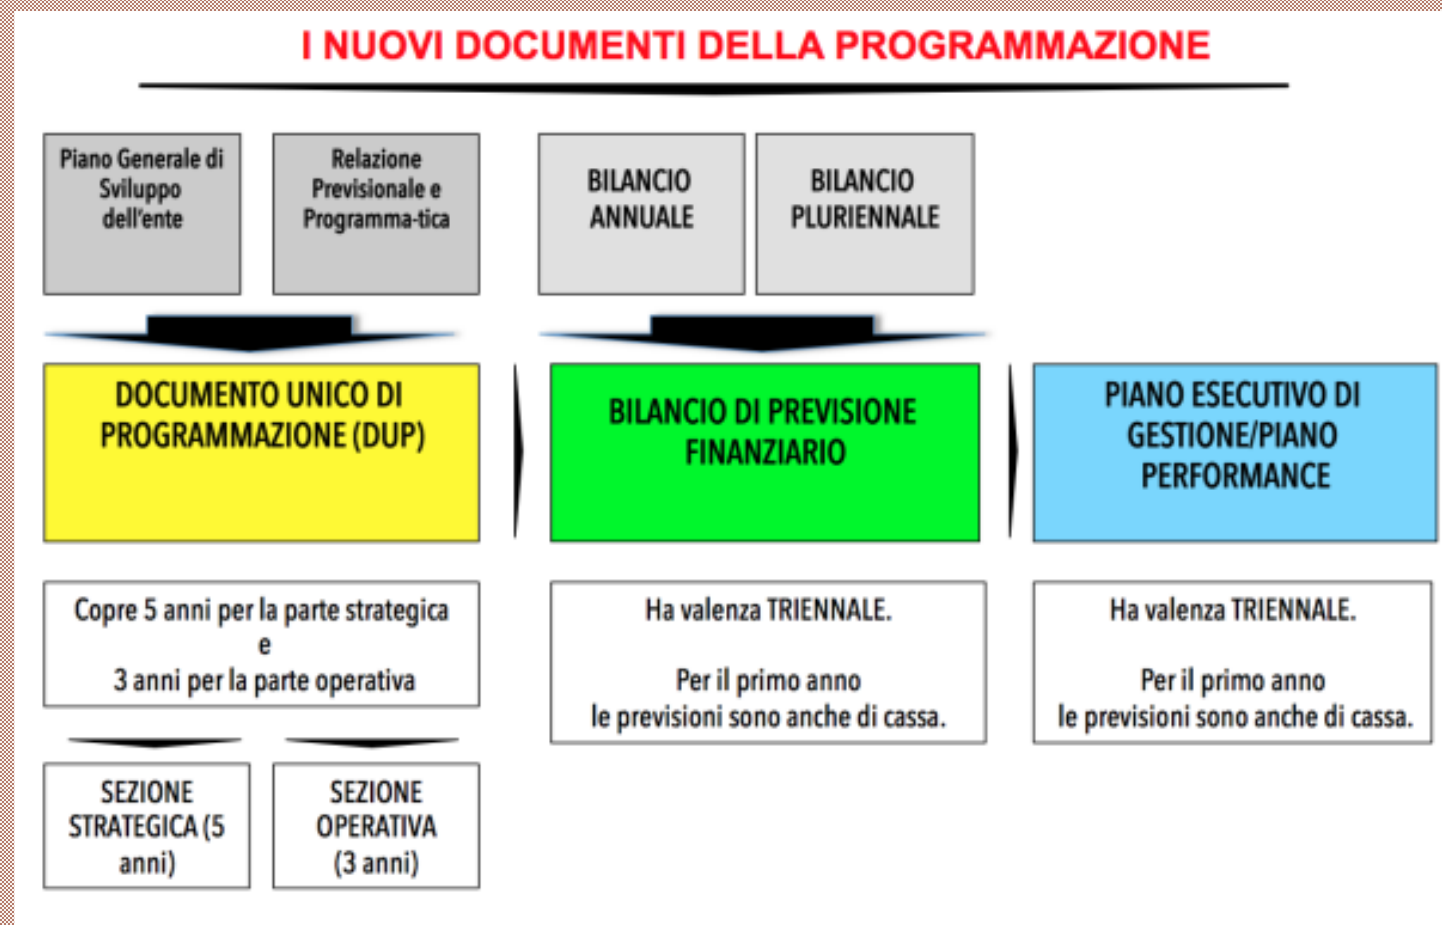 I NUOVI DOCUMENTI DELLA PROGRAMMAZIONE
Piano Generale di
Sviluppo
dell'ente
Relazione
Previsionale e
Programma-tica
BILANCIO
ANNUALE
BILANCIO
PLURIENNALE
DOCUMENTO UNICO DI
PROGRAMMAZIONE (DUP)
BILANCIO DI PREVISIONE
FINANZIARIO
PIANO ESECUTIVO DI
GESTIONE/PIANO
PERFORMANCE
Copre 5 anni per la parte strategica
e
3 anni per la parte operativa
Ha valenza TRIENNALE.
Per il primo anno
le previsioni sono anche di cassa.
Ha valenza TRIENNALE.
Per il primo anno
le previsioni sono anche di cassa.
SEZIONE
STRATEGICA (5
anni)
SEZIONE
OPERATIVA
(3 anni)